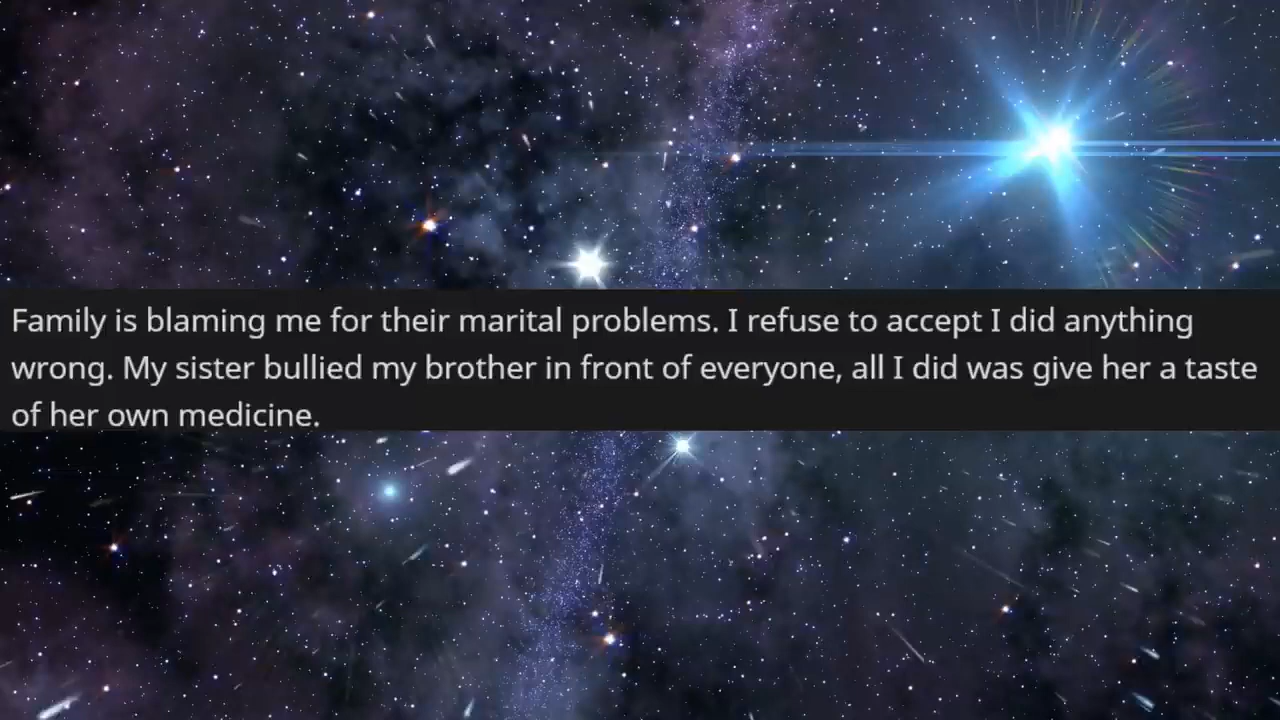 Family is blaming me for their marital problems. I refuse to accept I did anything
wrong. My sister bullied my brother in front of everyone, all I did was give her a taste
of her own medicine.